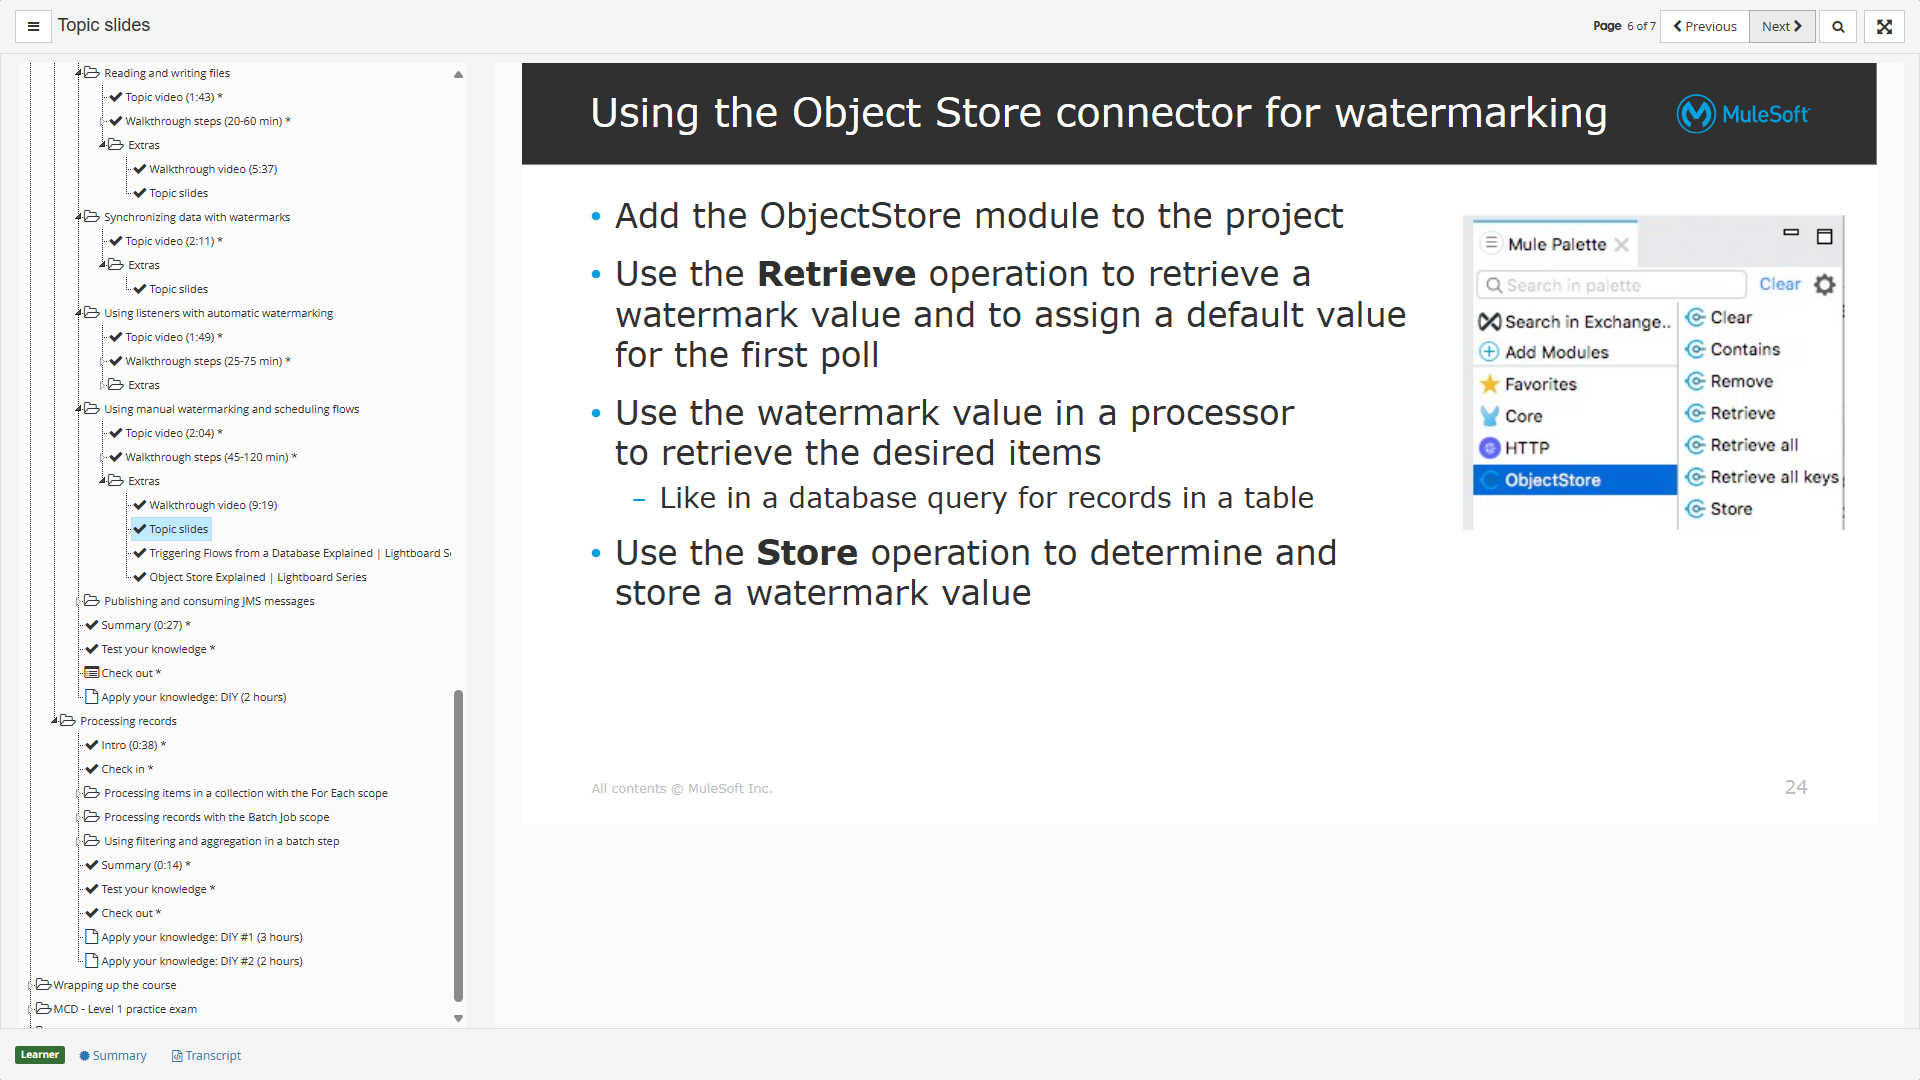 Topic slides
Page 6 of 7
Previous
Next
Reading and writing files
Topic video (1:43) *
Walkthrough steps (20-60 min) *
Extras
Walkthrough video (5:37)
Topic slides
Synchronizing data with watermarks
Topic video (2:11) *
Extras
Topic slides
Using listeners with automatic watermarking
Topic video (1:49) *
Walkthrough steps (25-75 min) *
Extras
Using manual watermarking and scheduling flows
Topic video (2:04) *
Walkthrough steps (45-120 min) *
Extras
Walkthrough video (9:19)
Topic slides
Triggering Flows from a Database Explained | Lightboard Se
Object Store Explained | Lightboard Series
Publishing and consuming JMS messages
Summary (0:27) *
Test your knowledge *
Check out *
Apply your knowledge: DIY (2 hours)
Processing records
Intro (0:38) *
Check in *
Processing items in a collection with the For Each scope
Processing records with the Batch Job scope
Using filtering and aggregation in a batch step
Summary (0:14) *
Test your knowledge *
Check out *
Apply your knowledge: DIY #1 (3 hours)
Apply your knowledge: DIY #2 (2 hours)
Wrapping up the course
MCD - Level 1 practice exam
Using the Object Store connector for watermarking
MuleSoft
• Add the ObjectStore module to the project
• Use the Retrieve operation to retrieve a
watermark value and to assign a default value
for the first poll
• Use the watermark value in a processor
to retrieve the desired items
– Like in a database query for records in a table
• Use the Store operation to determine and
store a watermark value
Mule Palette
Search in palette
Clear
Search in Exchange..
Add Modules
Favorites
Core
HTTP
ObjectStore
Clear
Contains
Remove
Retrieve
Retrieve all
Retrieve all keys
Store
All contents © MuleSoft Inc.
24
Learner
Summary
Transcript